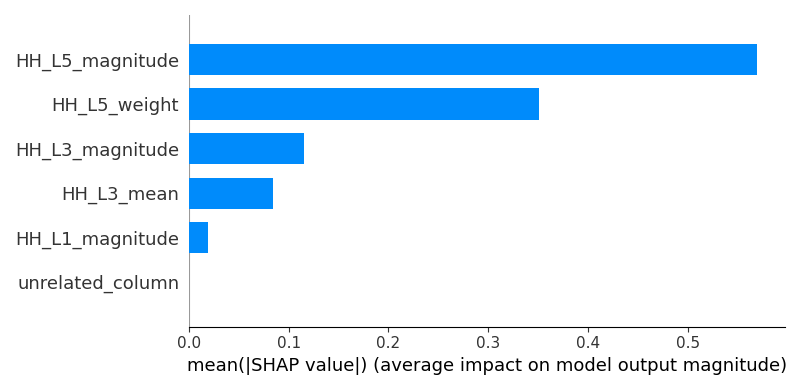 HH_L5_magnitude
HH_L5_weight
HH_L3_magnitude
HH_L3_mean
HH_L1_magnitude
unrelated_column
0.0 0.1 0.2 0.3 0.4 0.5
mean(|SHAP value|) (average impact on model output magnitude)